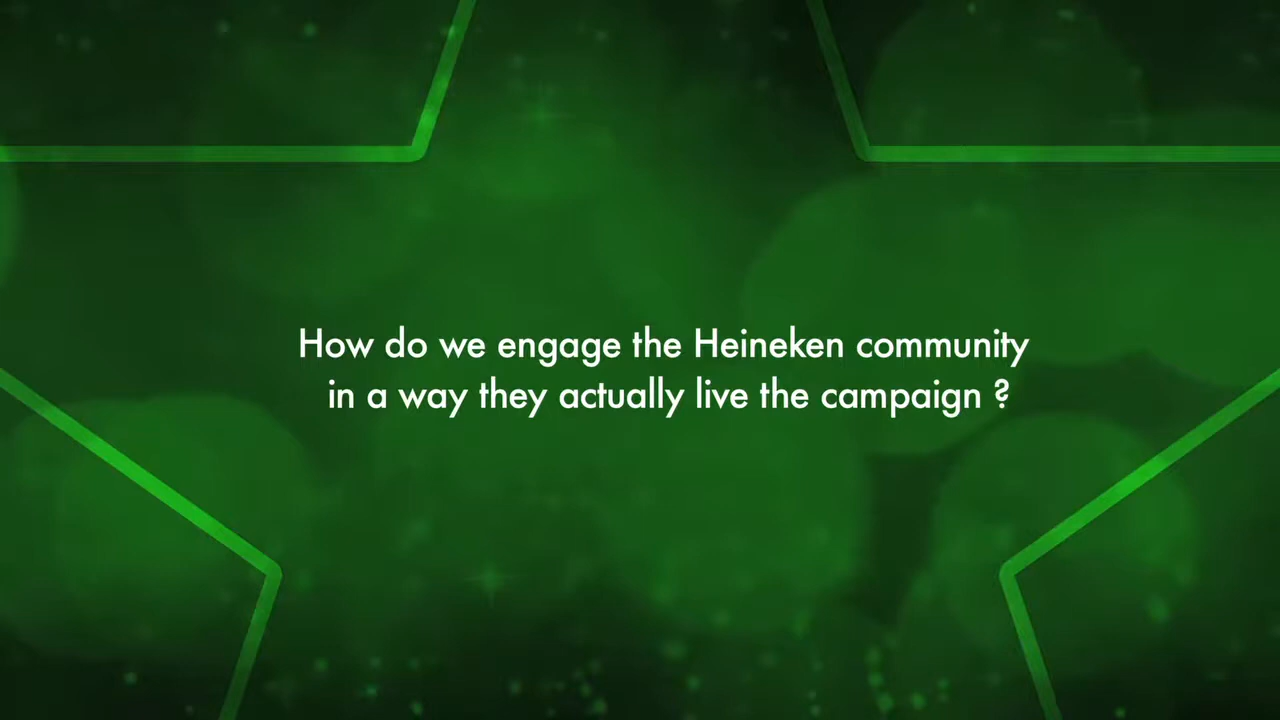 How do we engage the Heineken community
in a way they actually live the campaign ?